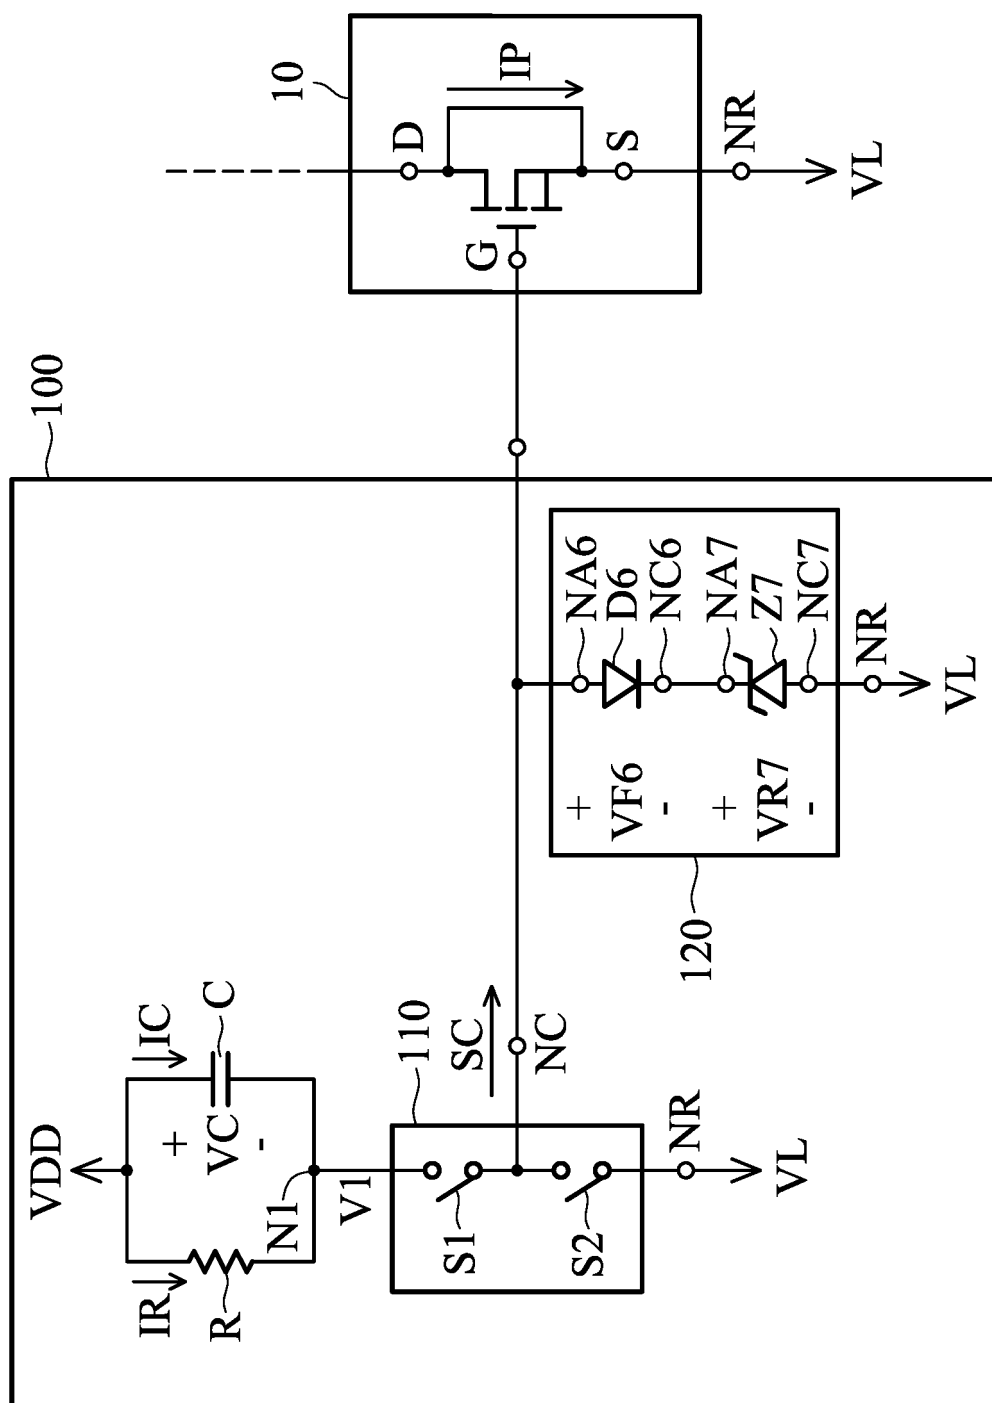 100
10
VDD
IR
R
+
VC
-
IC
C
N1
V1
110
S1
S2
SC
NC
NR
VL
120
+
VF6
-
+
VR7
-
NA6
D6
NC6
NA7
Z7
NC7
NR
VL
D
IP
G
S
NR
VL